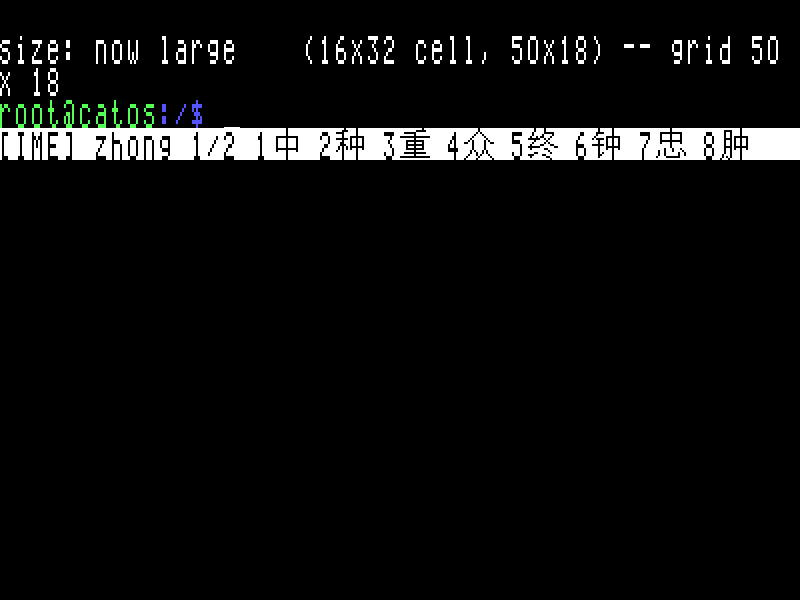 size: now large    (16x32 cell, 50x18) -- grid 50
x 18
root@catos:/$
[IME] zhong 1/2 1中 2种 3重 4众 5终 6钟 7忠 8肿